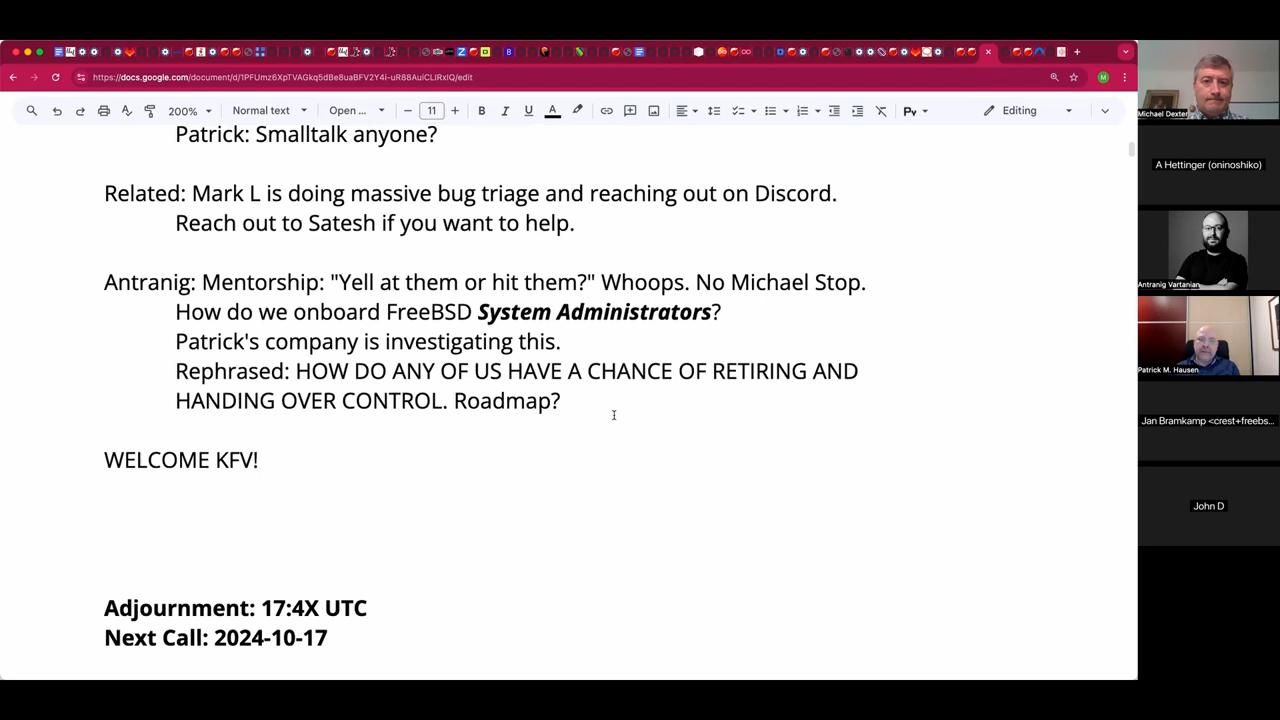 https://docs.google.com/document/d/1PFUmz6XpTVAGkq5dBe8uaBFV2Y4i-uR88AuiCLIRxIQ/edit
M
200%
Normal text
Open ...
11
Editing
Patrick: Smalltalk anyone?
Related: Mark L is doing massive bug triage and reaching out on Discord.
Reach out to Satesh if you want to help.
Antranig: Mentorship: "Yell at them or hit them?" Whoops. No Michael Stop.
How do we onboard FreeBSD System Administrators?
Patrick's company is investigating this.
Rephrased: HOW DO ANY OF US HAVE A CHANCE OF RETIRING AND
HANDING OVER CONTROL. Roadmap?
WELCOME KFV!
Adjournment: 17:4X UTC
Next Call: 2024-10-17
Michael Dexter
A Hettinger (oninoshiko)
Antranig Vartanian
Patrick M. Hausen
Jan Bramkamp <crest+freebs...
John D